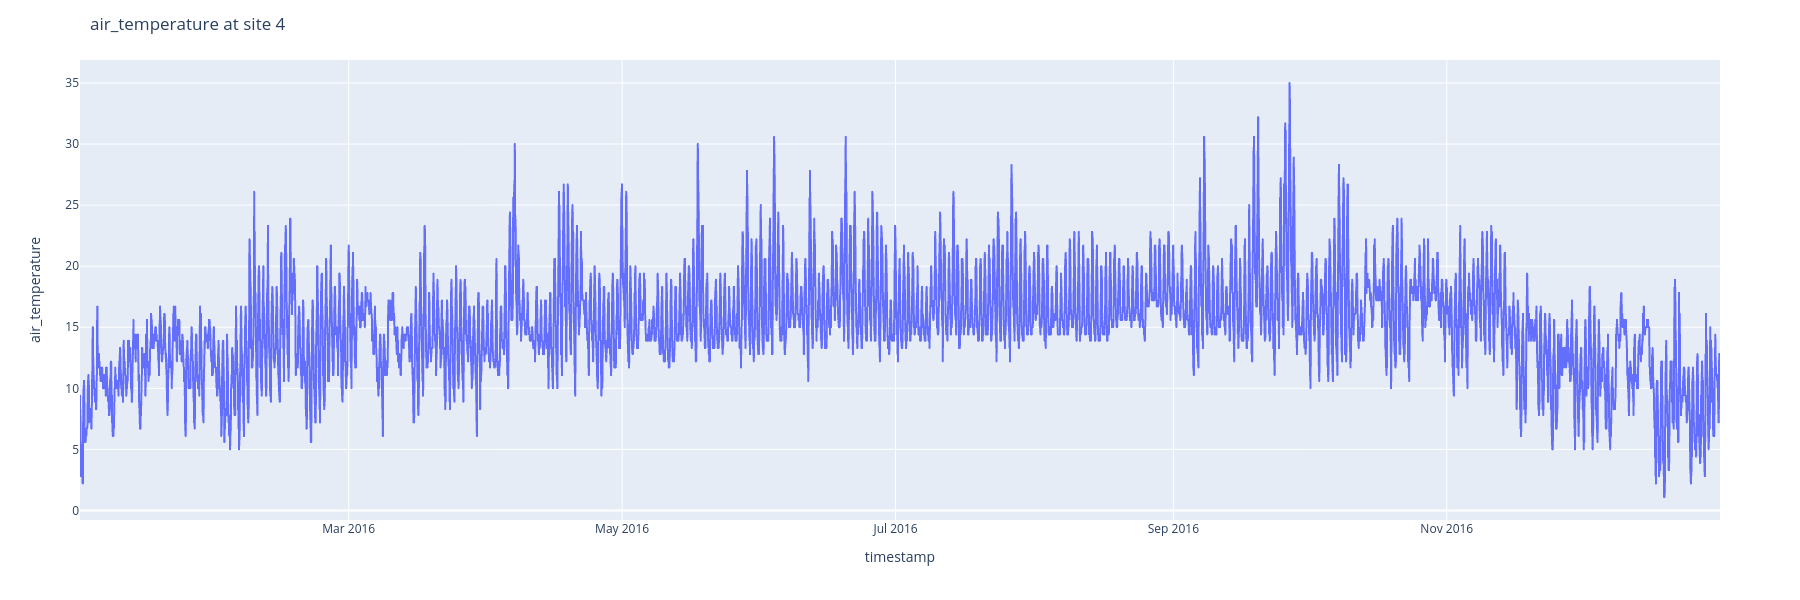 air_temperature at site 4
35
30
25
20
15
10
5
0
air_temperature
Mar 2016
May 2016
Jul 2016
Sep 2016
Nov 2016
timestamp